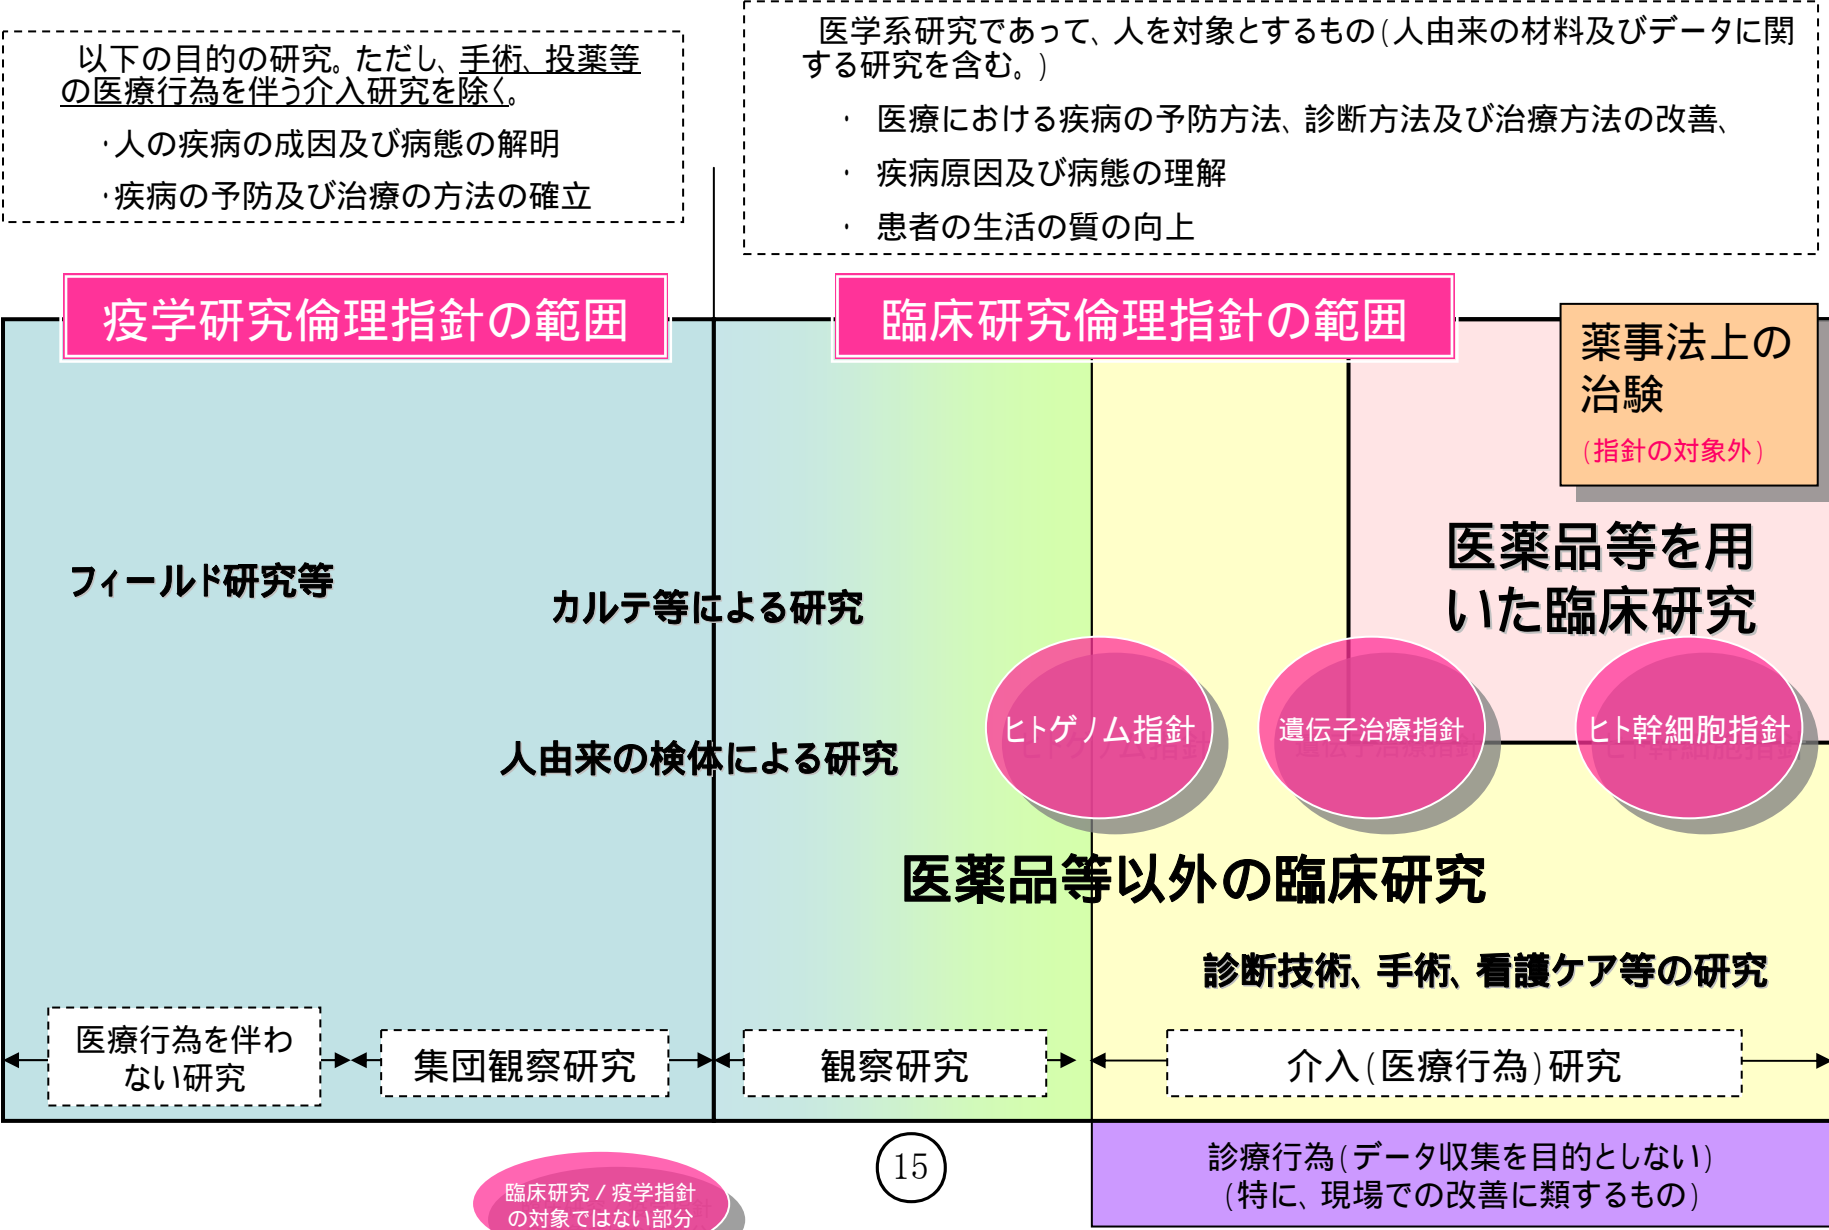 以下の目的の研究。ただし、手術、投薬等
の医療行為を伴う介入研究を除く。
・人の疾病の成因及び病態の解明
・疾病の予防及び治療の方法の確立
医学系研究であって、人を対象とするもの(人由来の材料及びデータに関
する研究を含む。)
・ 医療における疾病の予防方法、診断方法及び治療方法の改善、
・ 疾病原因及び病態の理解
・ 患者の生活の質の向上
疫学研究倫理指針の範囲
臨床研究倫理指針の範囲
薬事法上の
治験
(指針の対象外)
医薬品等を用
いた臨床研究
フィールド研究等
カルテ等による研究
人由来の検体による研究
ヒトゲノム指針
遺伝子治療指針
ヒト幹細胞指針
医薬品等以外の臨床研究
診断技術、手術、看護ケア等の研究
医療行為を伴わ
ない研究
集団観察研究
観察研究
介入(医療行為)研究
診療行為(データ収集を目的としない)
(特に、現場での改善に類するもの)
15
臨床研究/疫学指針
の対象ではない部分